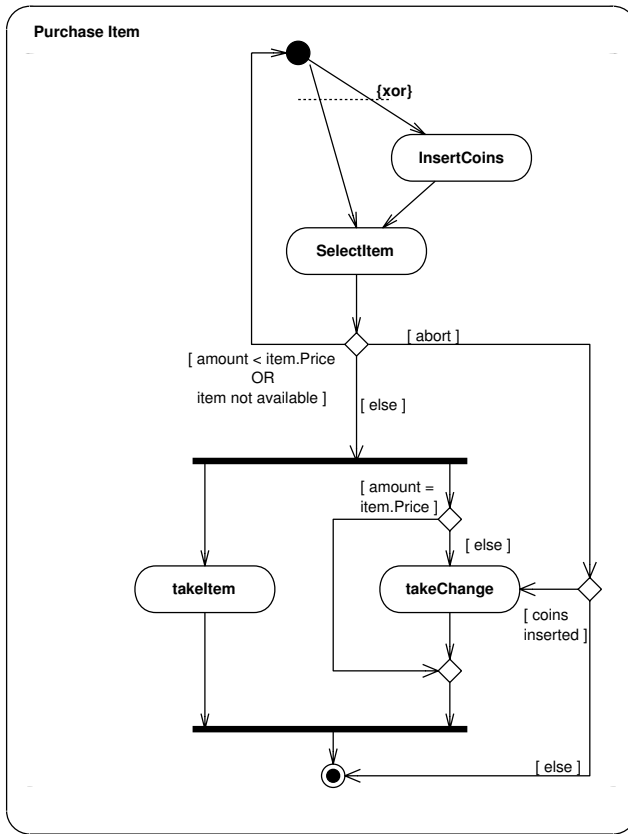 Purchase Item
{xor}
InsertCoins
SelectItem
[ abort ]
[ amount < item.Price
OR
item not available ]
[ else ]
[ amount =
item.Price ]
[ else ]
takeItem
takeChange
[ coins
inserted ]
[ else ]